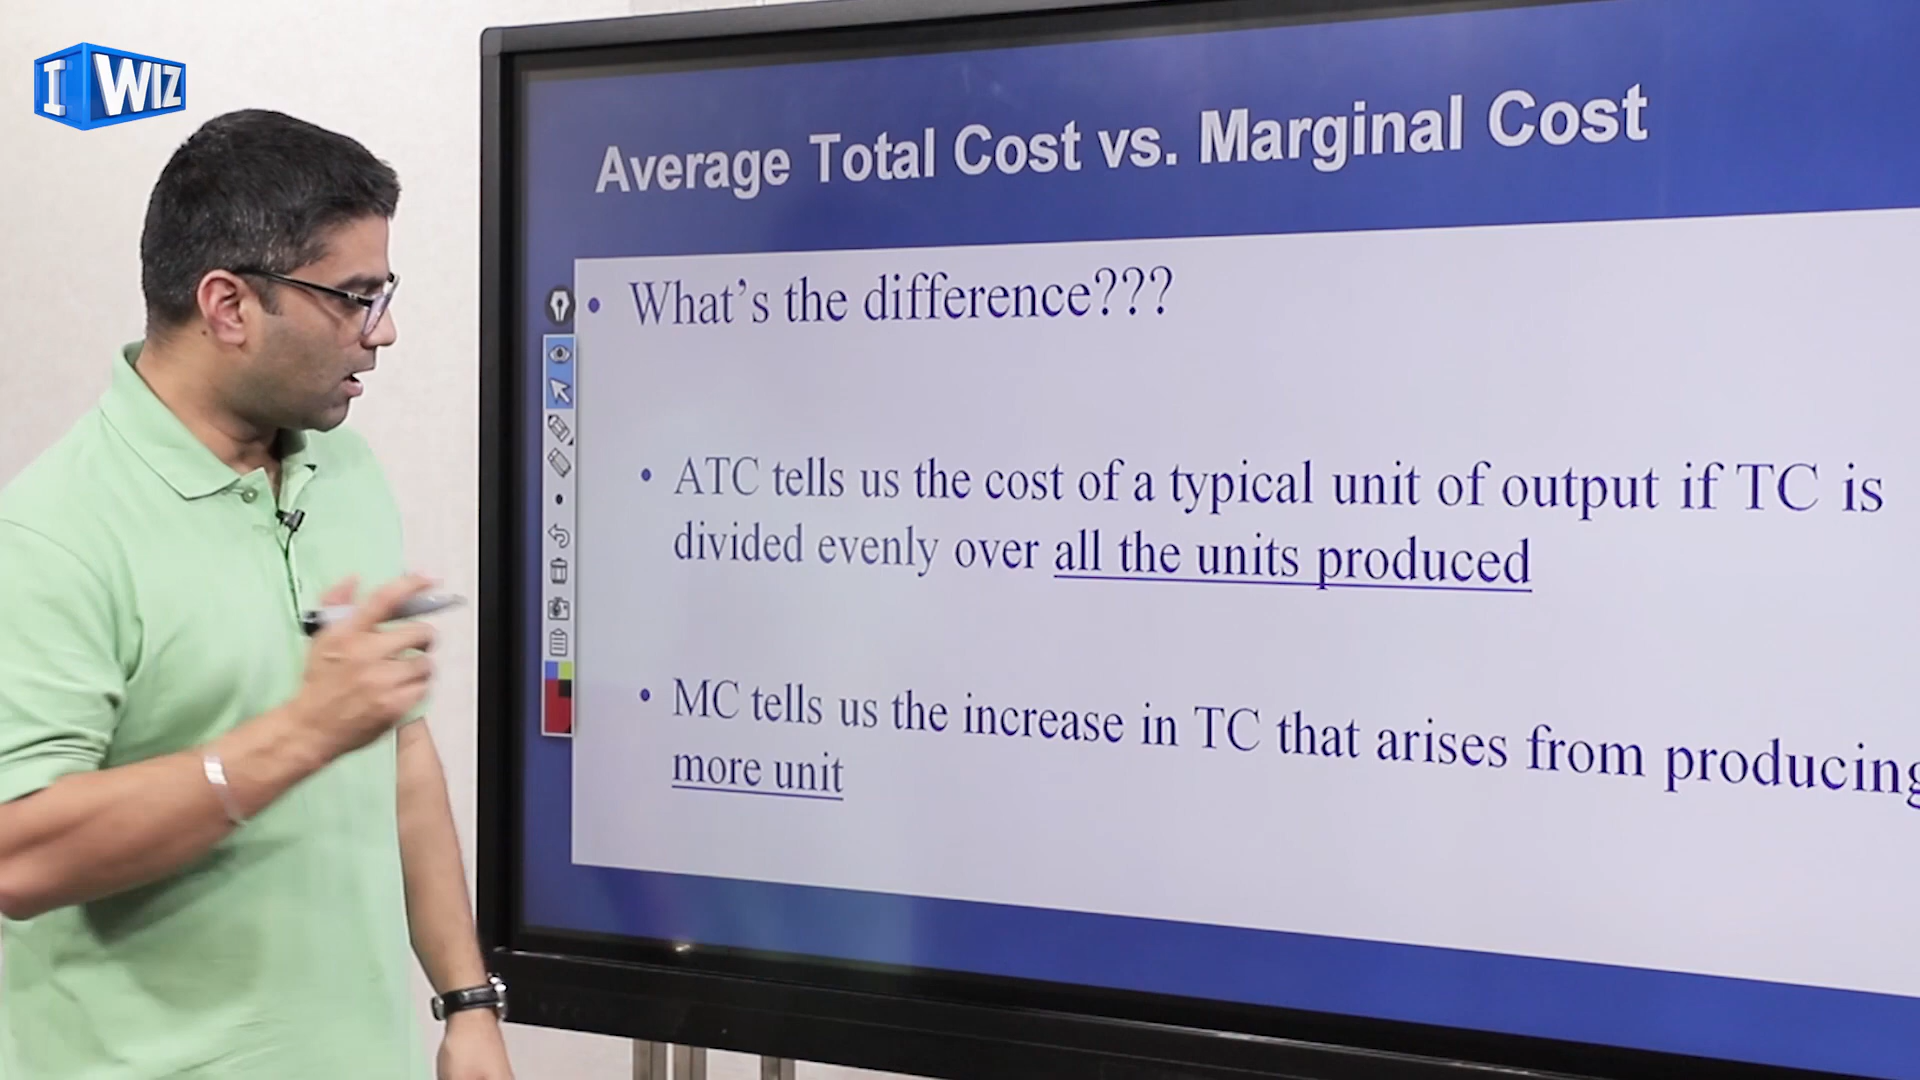 I WIZ
Average Total Cost vs. Marginal Cost
• What's the difference???
• ATC tells us the cost of a typical unit of output if TC is
divided evenly over all the units produced
• MC tells us the increase in TC that arises from producing
more unit